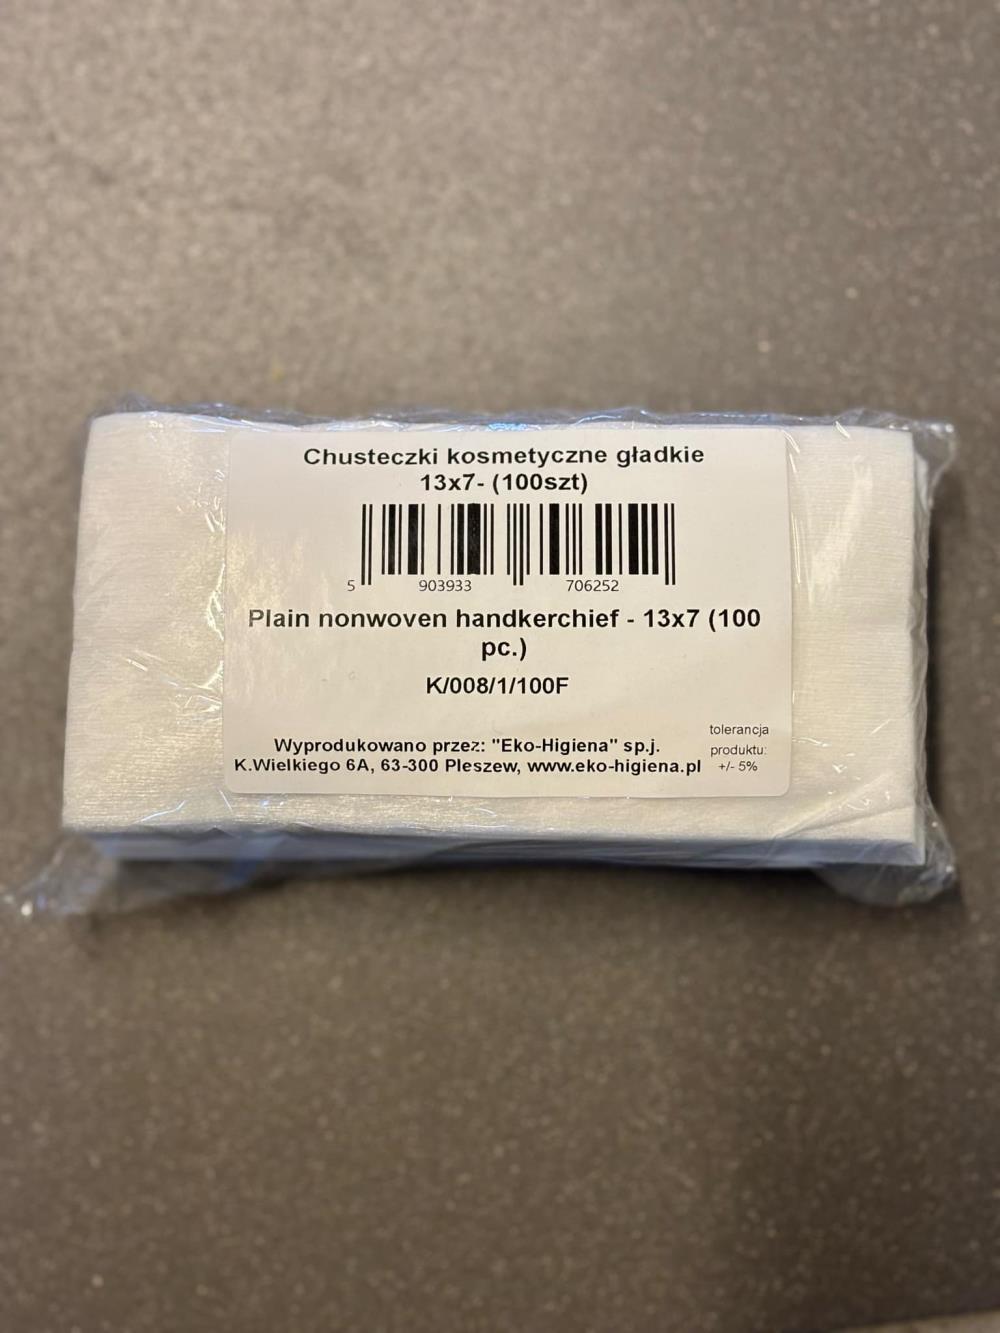 Chusteczki kosmetyczne gładkie
13x7- (100szt)
5 903933 706252
Plain nonwoven handkerchief - 13x7 (100
pc.)
K/008/1/100F
Wyprodukowano przez: "Eko-Higiena" sp.j.
K.Wielkiego 6A, 63-300 Pleszew, www.eko-higiena.pl
tolerancja
produktu:
+/- 5%